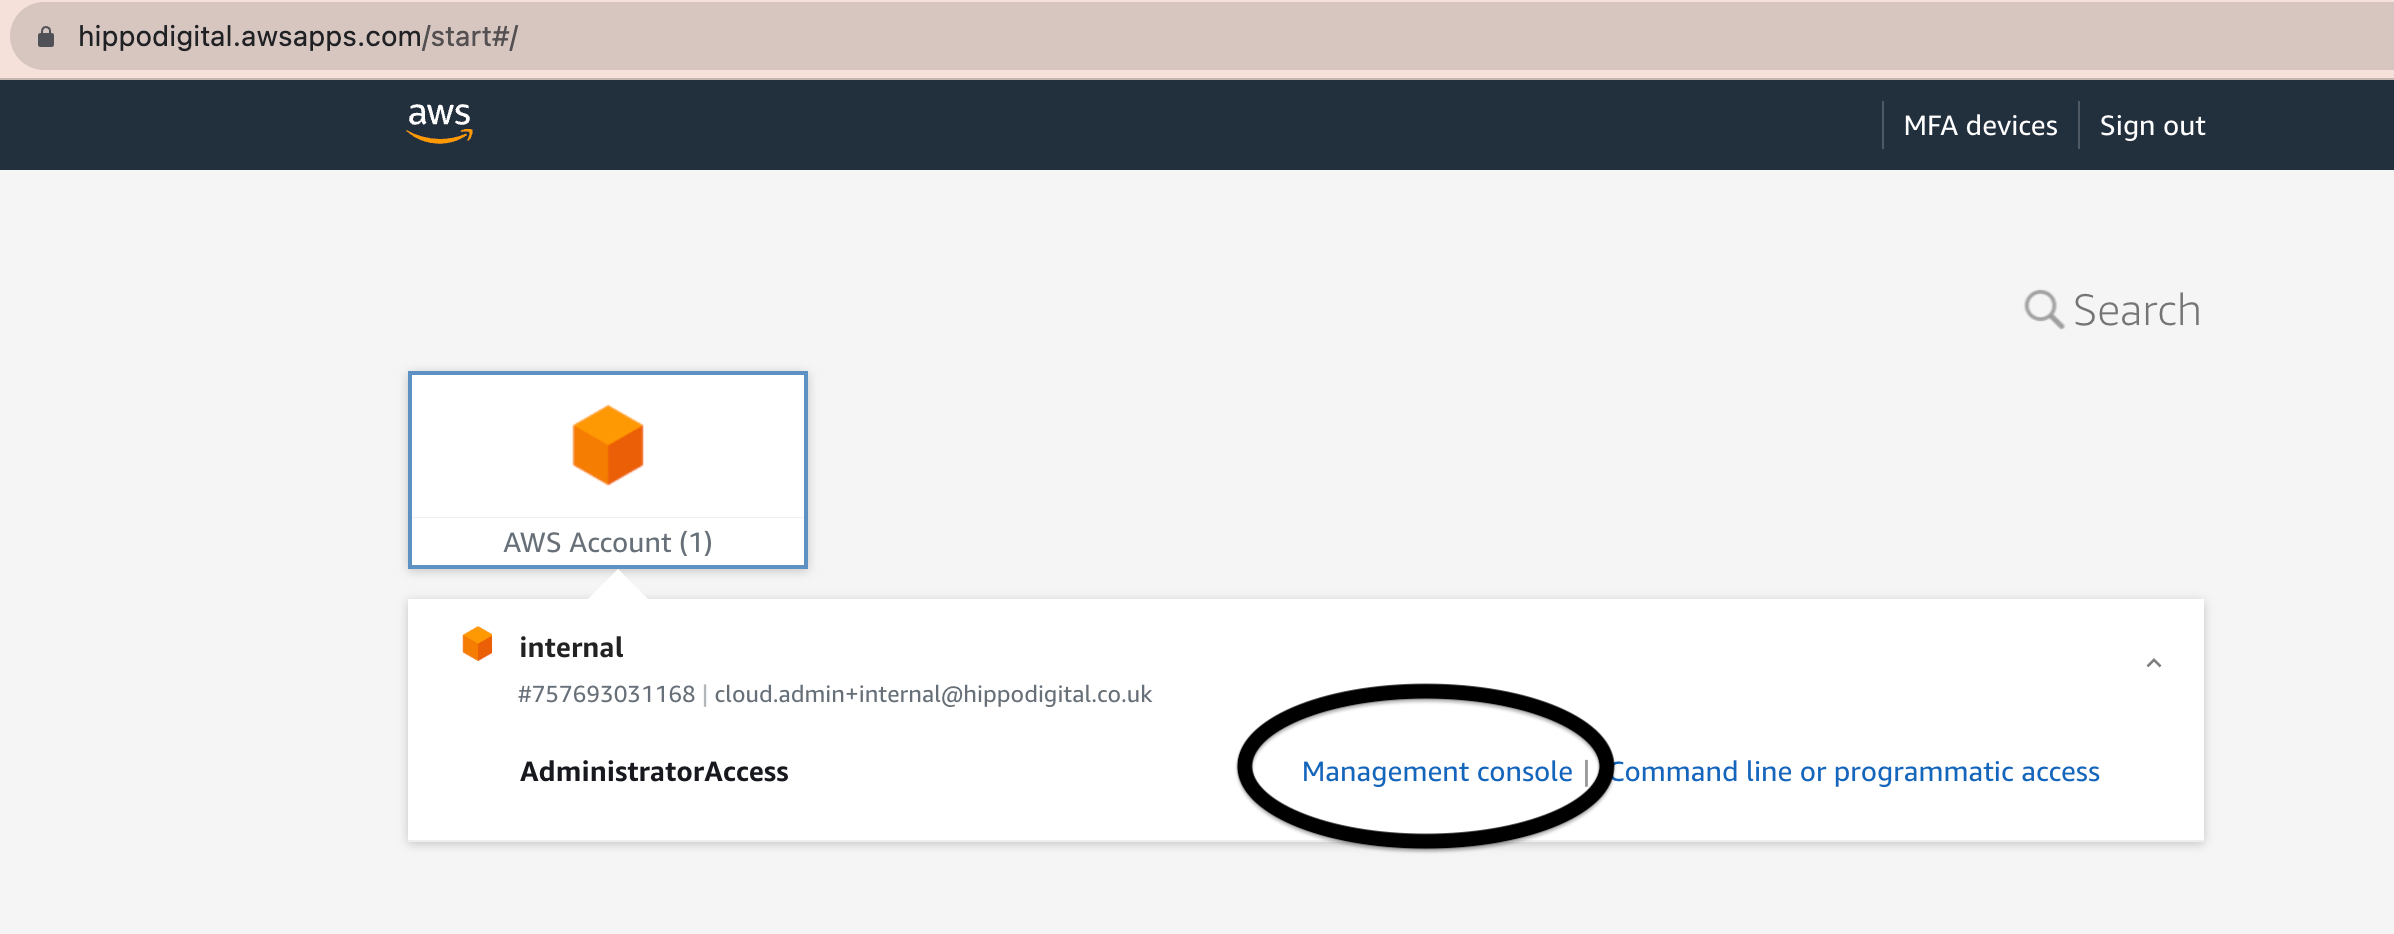 hippodigital.awsapps.com/start#/
aws
MFA devices
Sign out
Search
AWS Account (1)
internal
#757693031168 | cloud.admin+internal@hippodigital.co.uk
AdministratorAccess
Management console | Command line or programmatic access